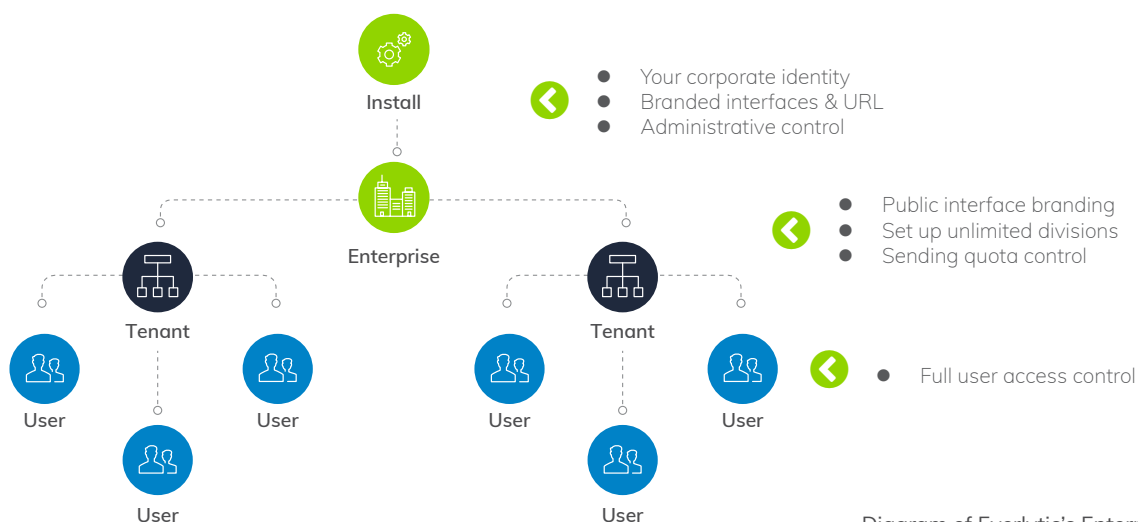 Install
Your corporate identity
Branded interfaces & URL
Administrative control
Enterprise
Public interface branding
Set up unlimited divisions
Sending quota control
Tenant
Tenant
User
User
User
User
Full user access control
User
User